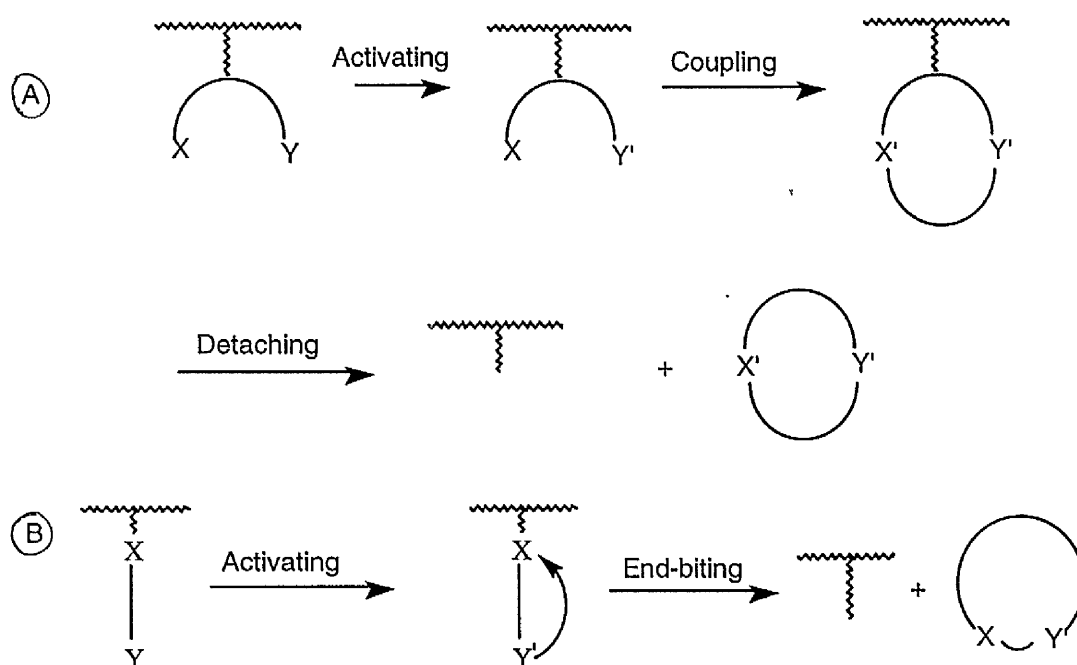 Activating Coupling
A
X Y X Y' X' Y'
Detaching
+ X' Y'
B
X X
Activating End-biting + X Y'
Y Y'